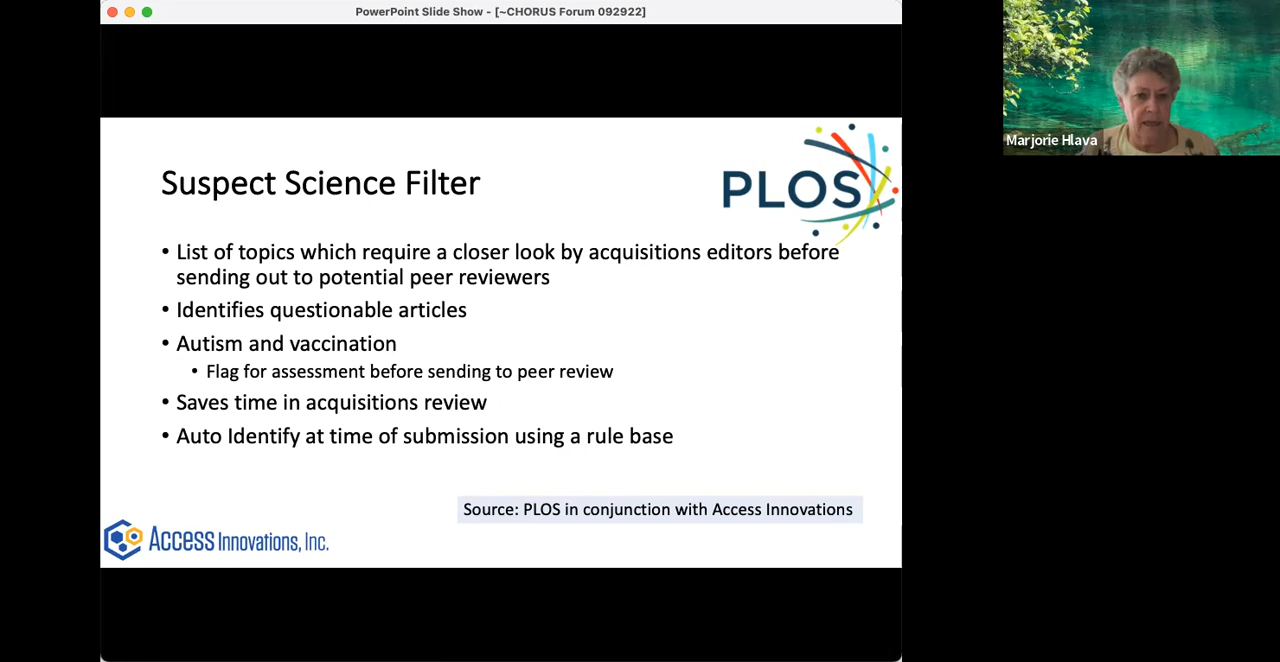 PowerPoint Slide Show - [~CHORUS Forum 092922]
Marjorie Hlava
Suspect Science Filter
PLOS
• List of topics which require a closer look by acquisitions editors before
sending out to potential peer reviewers
• Identifies questionable articles
• Autism and vaccination
• Flag for assessment before sending to peer review
• Saves time in acquisitions review
• Auto Identify at time of submission using a rule base
Source: PLOS in conjunction with Access Innovations
Access Innovations, Inc.